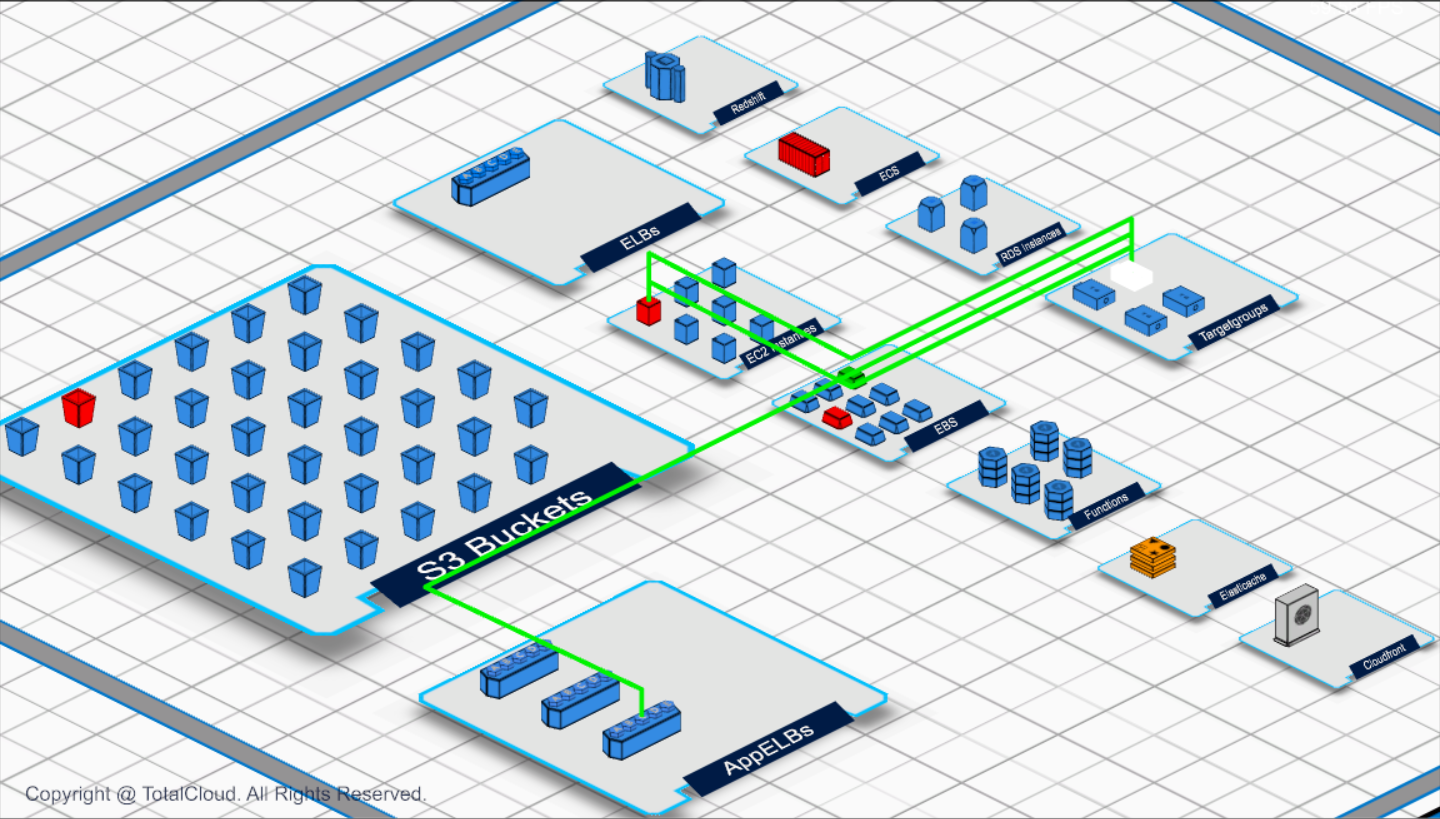 Redshift
ECS
ELBs
RDS instances
EC2 instances
Targetgroups
EBS
S3 Buckets
Functions
Elasticache
Cloudfront
AppELBs
Copyright @ TotalCloud. All Rights Reserved.